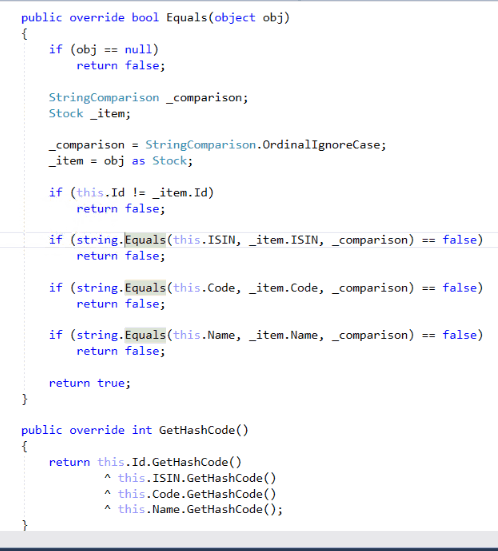 public override bool Equals(object obj)
{
    if (obj == null)
        return false;

    StringComparison _comparison;
    Stock _item;

    _comparison = StringComparison.OrdinalIgnoreCase;
    _item = obj as Stock;

    if (this.Id != _item.Id)
        return false;

    if (string.Equals(this.ISIN, _item.ISIN, _comparison) == false)
        return false;

    if (string.Equals(this.Code, _item.Code, _comparison) == false)
        return false;

    if (string.Equals(this.Name, _item.Name, _comparison) == false)
        return false;

    return true;
}

public override int GetHashCode()
{
    return this.Id.GetHashCode()
            ^ this.ISIN.GetHashCode()
            ^ this.Code.GetHashCode()
            ^ this.Name.GetHashCode();
}